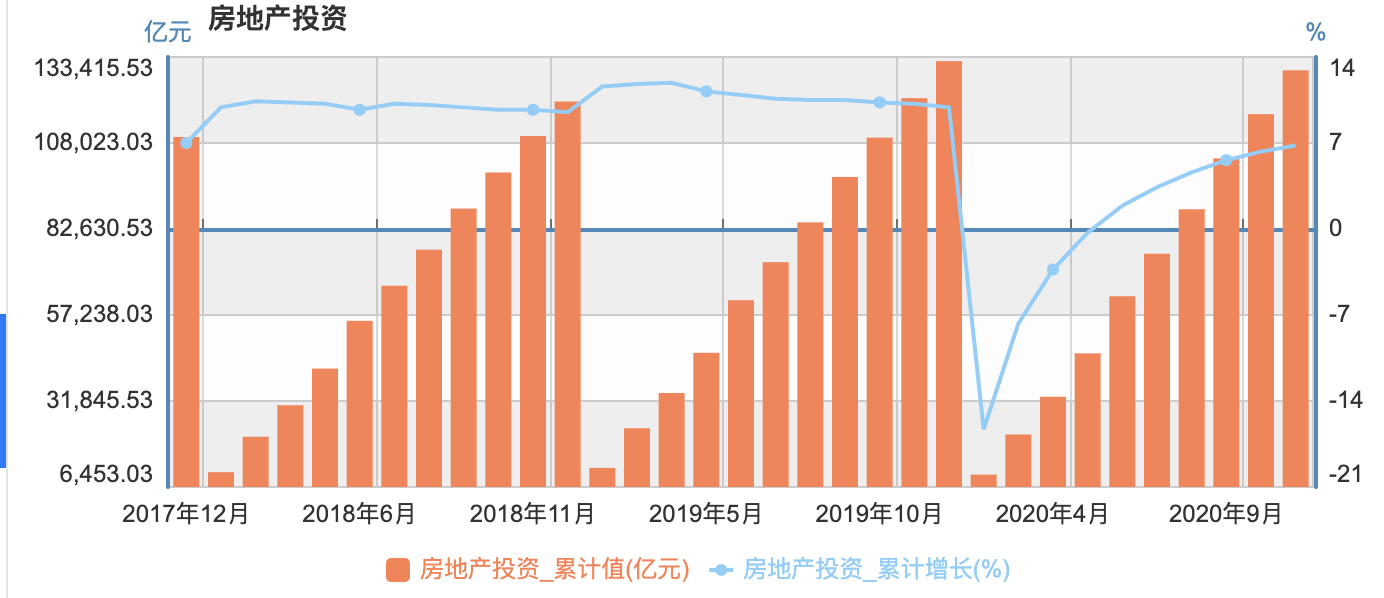 房地产投资
亿元 %
133,415.53 14
108,023.03 7
82,630.53 0
57,238.03 -7
31,845.53 -14
6,453.03 -21
2017年12月 2018年6月 2018年11月 2019年5月 2019年10月 2020年4月 2020年9月
房地产投资_累计值(亿元) 房地产投资_累计增长(%)